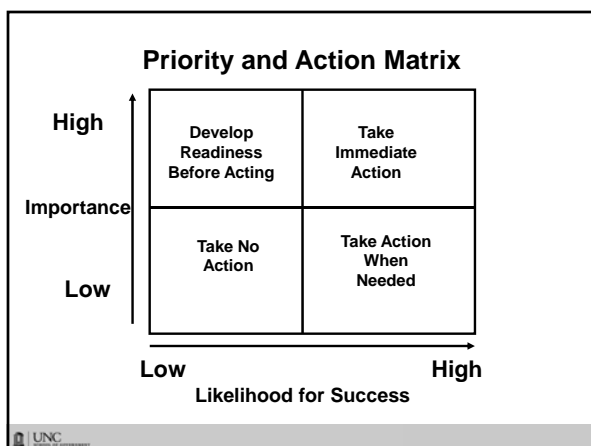 Priority and Action Matrix
High
Importance
Low
Develop
Readiness
Before Acting
Take
Immediate
Action
Take No
Action
Take Action
When
Needed
Low
High
Likelihood for Success
UNC